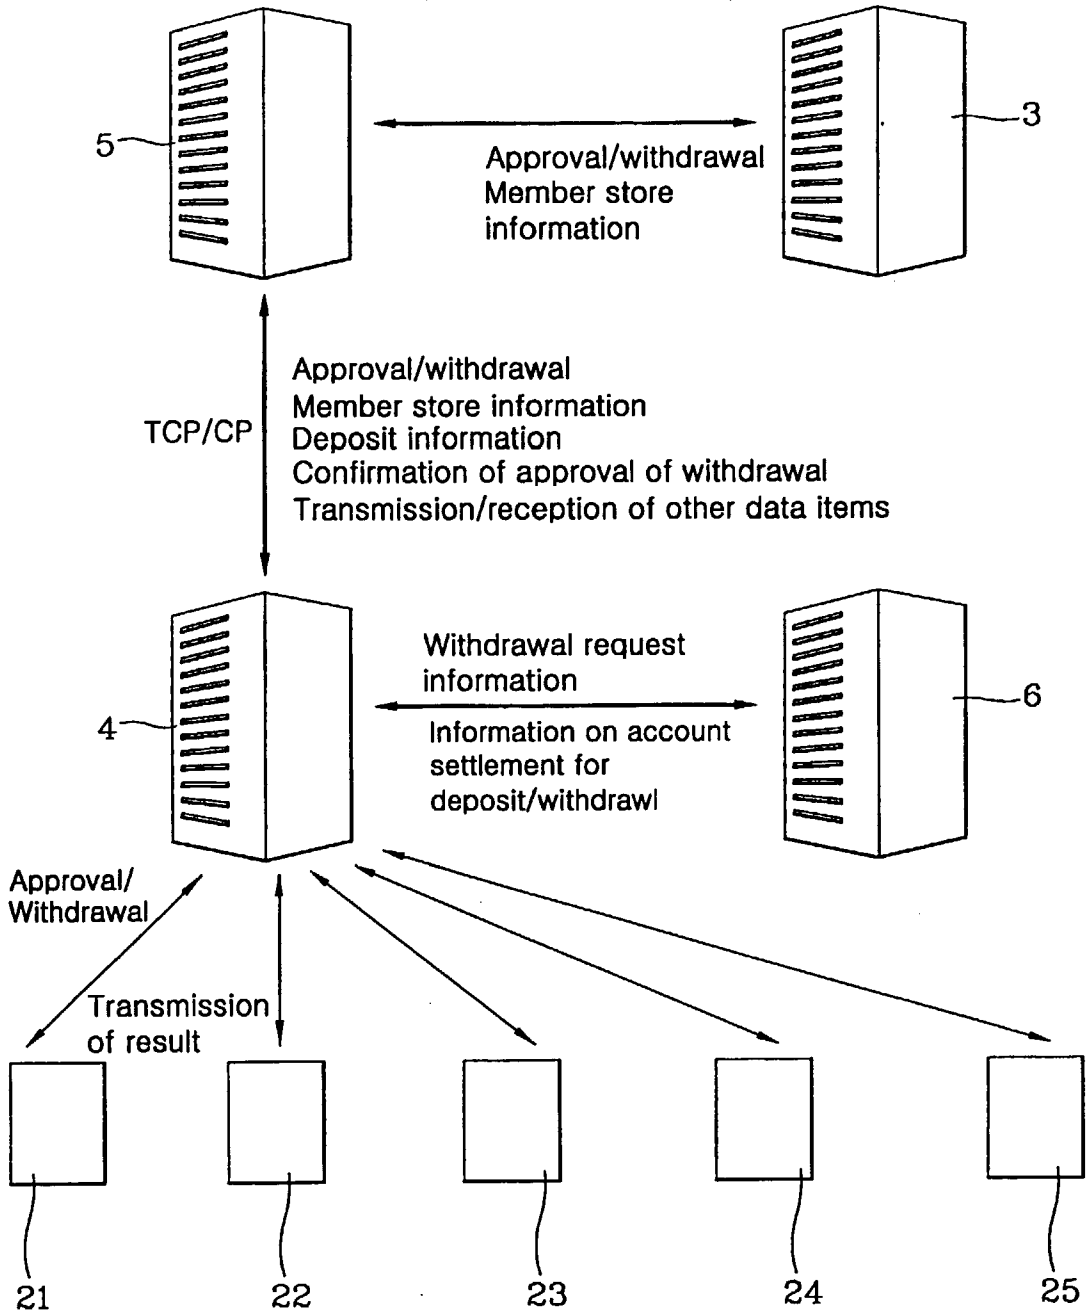 5
3
Approval/withdrawal
Member store
information
TCP/CP
Approval/withdrawal
Member store information
Deposit information
Confirmation of approval of withdrawal
Transmission/reception of other data items
4
Withdrawal request
information
6
Information on account
settlement for
deposit/withdrawl
Approval/
Withdrawal
Transmission
of result
21
22
23
24
25